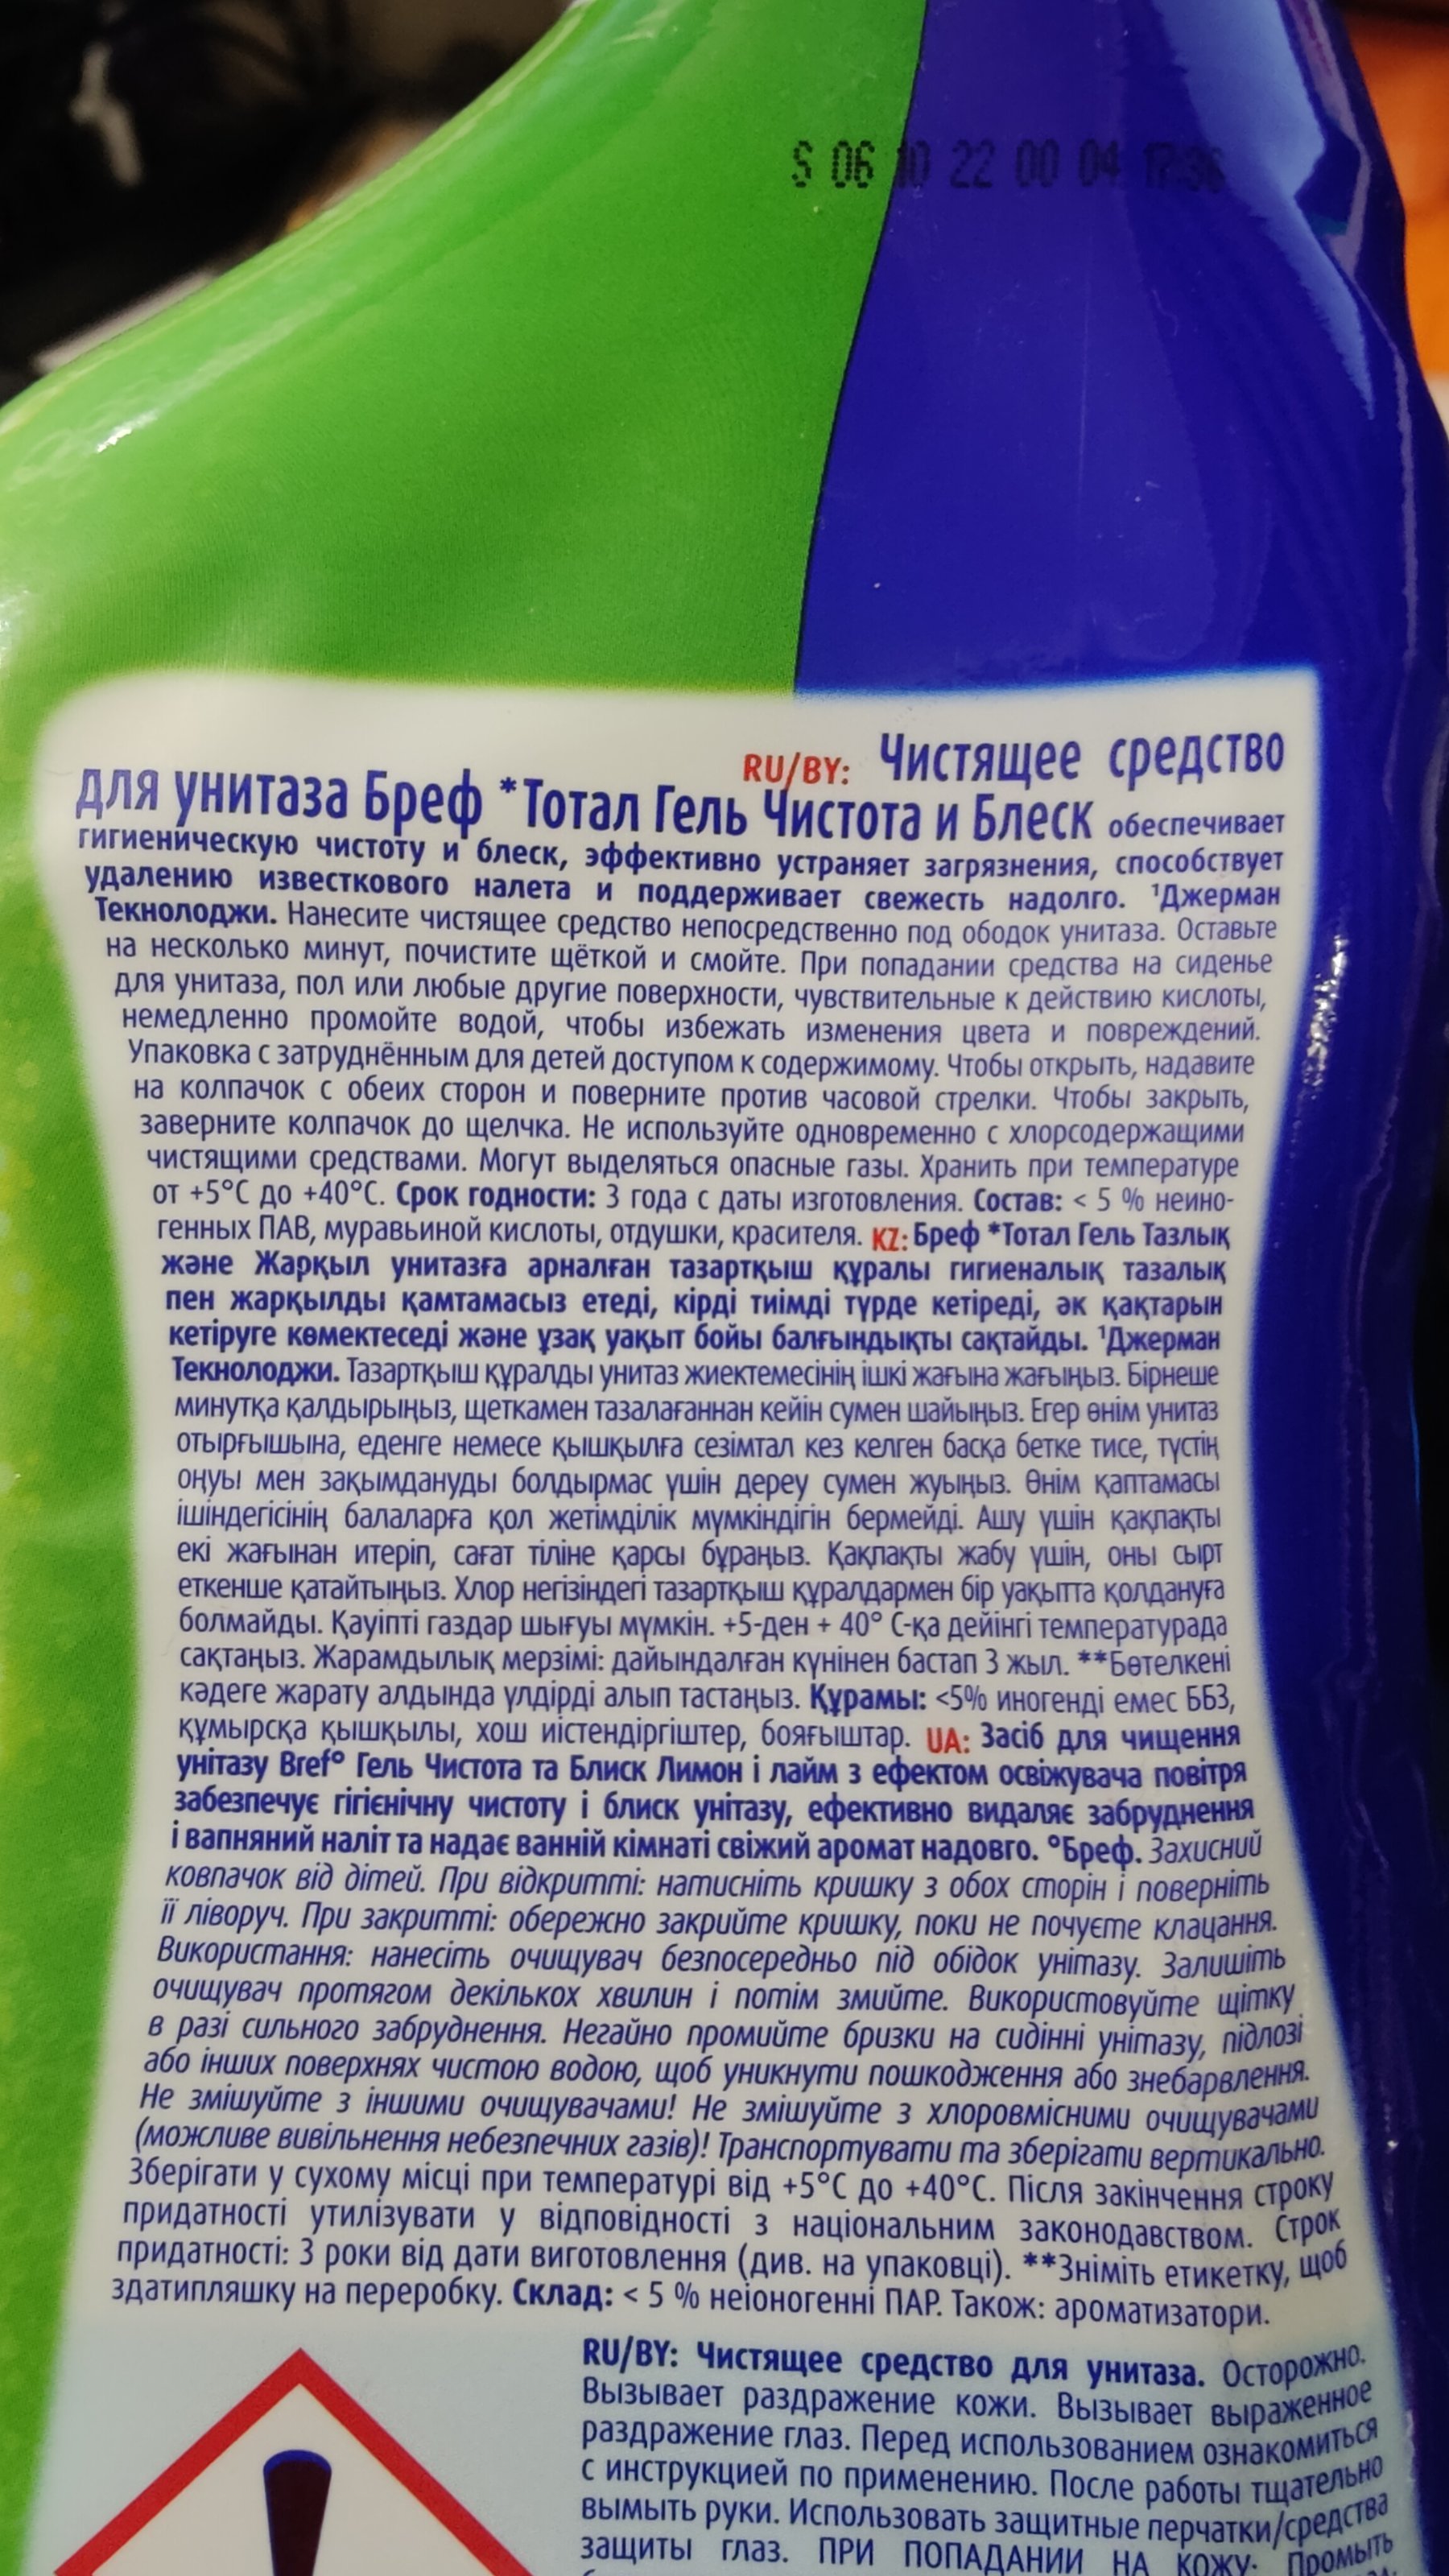 S 06 10 22 00 04 17:36
RU/BY: Чистящее средство
для унитаза Бреф *Тотал Гель Чистота и Блеск обеспечивает
гигиеническую чистоту и блеск, эффективно устраняет загрязнения, способствует
удалению известкового налета и поддерживает свежесть надолго. ¹Джерман
Текнолоджи. Нанесите чистящее средство непосредственно под ободок унитаза. Оставьте
на несколько минут, почистите щёткой и смойте. При попадании средства на сиденье
для унитаза, пол или любые другие поверхности, чувствительные к действию кислоты,
немедленно промойте водой, чтобы избежать изменения цвета и повреждений.
Упаковка с затруднённым для детей доступом к содержимому. Чтобы открыть, надавите
на колпачок с обеих сторон и поверните против часовой стрелки. Чтобы закрыть,
заверните колпачок до щелчка. Не используйте одновременно с хлорсодержащими
чистящими средствами. Могут выделяться опасные газы. Хранить при температуре
от +5°C до +40°C. Срок годности: 3 года с даты изготовления. Состав: < 5 % неино-
генных ПАВ, муравьиной кислоты, отдушки, красителя. KZ: Бреф *Тотал Гель Тазлық
және Жарқыл унитазға арналған тазартқыш құралы гигиеналық тазалық
пен жарқылды қамтамасыз етеді, кірді тиімді түрде кетіреді, әк қақтарын
кетіруге көмектеседі және ұзақ уақыт бойы балғындықты сақтайды. ¹Джерман
Текнолоджи. Тазартқыш құралды унитаз жиектемесінің ішкі жағына жағыңыз. Бірнеше
минутқа қалдырыңыз, щеткамен тазалағаннан кейін сумен шайыңыз. Егер өнім унитаз
отырғышына, еденге немесе қышқылға сезімтал кез келген басқа бетке тисе, түстің
оңуы мен зақымдануды болдырмас үшін дереу сумен жуыңыз. Өнім қаптамасы
ішіндегісінің балаларға қол жетімділік мүмкіндігін бермейді. Ашу үшін қақпақты
екі жағынан итеріп, сағат тіліне қарсы бұраңыз. Қақпақты жабу үшін, оны сырт
еткенше қатайтыңыз. Хлор негізіндегі тазартқыш құралдармен бір уақытта қолдануға
болмайды. Қауіпті газдар шығуы мүмкін. +5-ден + 40° С-қа дейінгі температурада
сақтаңыз. Жарамдылық мерзімі: дайындалған күнінен бастап 3 жыл. **Бөтелкені
кәдеге жарату алдында үлдірді алып тастаңыз. Құрамы: <5% иногенді емес ББЗ,
құмырсқа қышқылы, хош иістендіргіштер, бояғыштар. UA: Засіб для чищення
унітазу Bref° Гель Чистота та Блиск Лимон і лайм з ефектом освіжувача повітря
забезпечує гігієнічну чистоту і блиск унітазу, ефективно видаляє забруднення
і вапняний наліт та надає ванній кімнаті свіжий аромат надовго. °Бреф. Захисний
ковпачок від дітей. При відкритті: натисніть кришку з обох сторін і поверніть
її ліворуч. При закритті: обережно закрийте кришку, поки не почуєте клацання.
Використання: нанесіть очищувач безпосередньо під обідок унітазу. Залишіть
очищувач протягом декількох хвилин і потім змийте. Використовуйте щітку
в разі сильного забруднення. Негайно промийте бризки на сидінні унітазу, підлозі
або інших поверхнях чистою водою, щоб уникнути пошкодження або знебарвлення.
Не змішуйте з іншими очищувачами! Не змішуйте з хлоровмісними очищувачами
(можливе вивільнення небезпечних газів)! Транспортувати та зберігати вертикально.
Зберігати у сухому місці при температурі від +5°C до +40°C. Після закінчення строку
придатності утилізувати у відповідності з національним законодавством. Строк
придатності: 3 роки від дати виготовлення (див. на упаковці). **Зніміть етикетку, щоб
здатипляшку на переробку. Склад: < 5 % неіоногенні ПАР. Також: ароматизатори.
RU/BY: Чистящее средство для унитаза. Осторожно.
Вызывает раздражение кожи. Вызывает выраженное
раздражение глаз. Перед использованием ознакомиться
с инструкцией по применению. После работы тщательно
вымыть руки. Использовать защитные перчатки/средства
защиты глаз. ПРИ ПОПАДАНИИ НА КОЖУ: Промыть